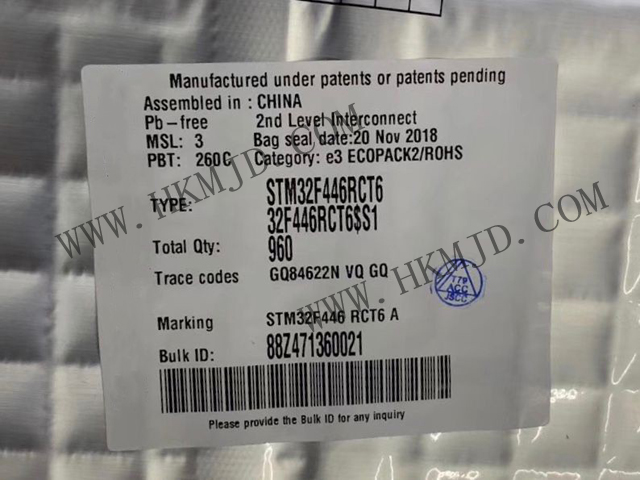 Manufactured under patents or patents pending
Assembled in : CHINA
Pb-free 2nd Level Interconnect
MSL: 3 Bag seal date:20 Nov 2018
PBT: 260C Category: e3 ECOPACK2/ROHS
TYPE: STM32F446RCT6
32F446RCT6$S1
Total Qty: 960
Trace codes GQ84622N VQ GQ
Marking STM32F446 RCT6 A
Bulk ID: 88Z471360021
Please provide the Bulk ID for any inquiry
WWW.HKMJD.COM
WWW.HKMJD.COM
ACC